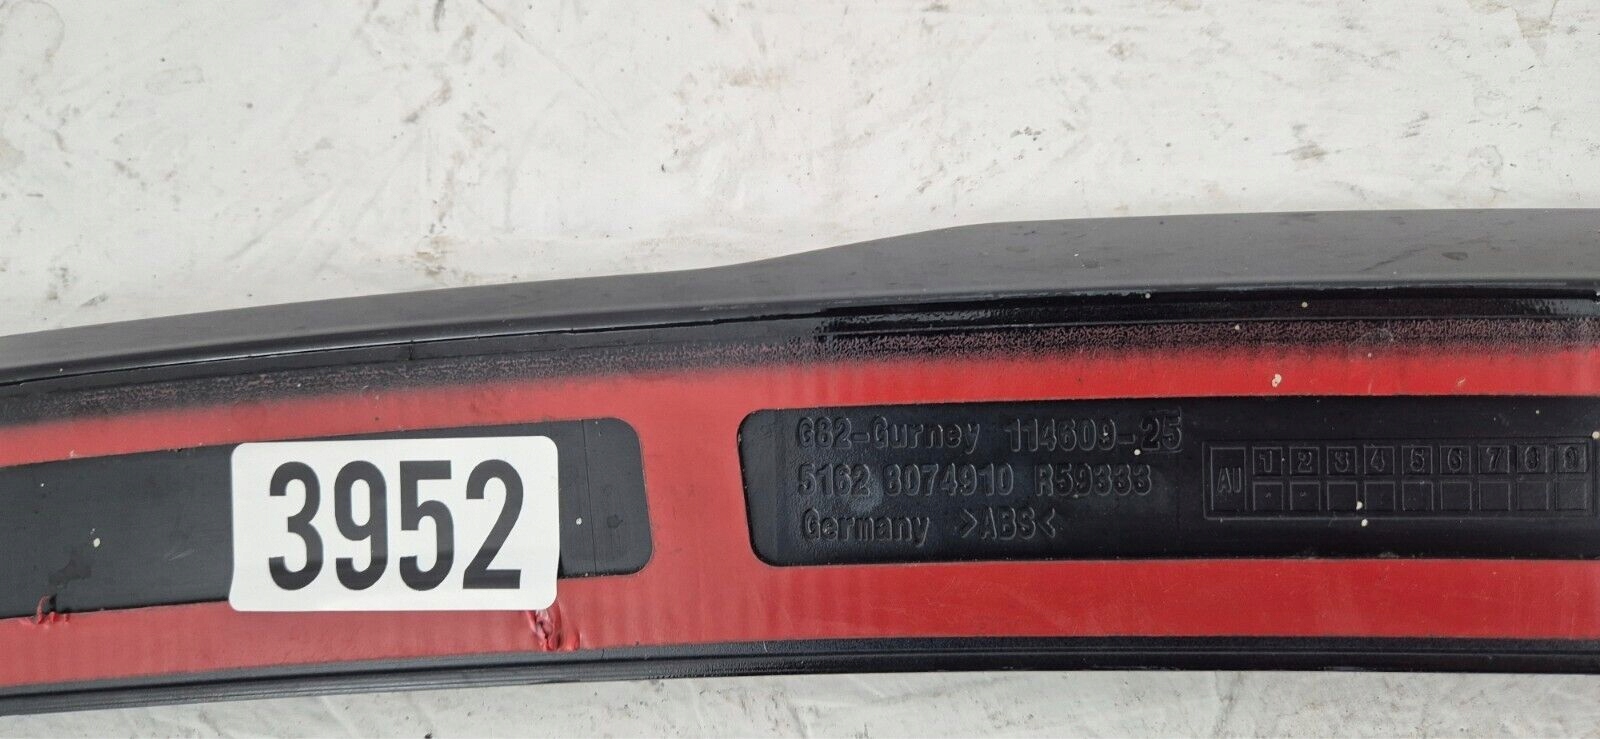 3952
G82-Gurney 114609-25
5162 8074910 R59333
Germany >ABS<
AU 1 2 3 4 5 6 7 8 9